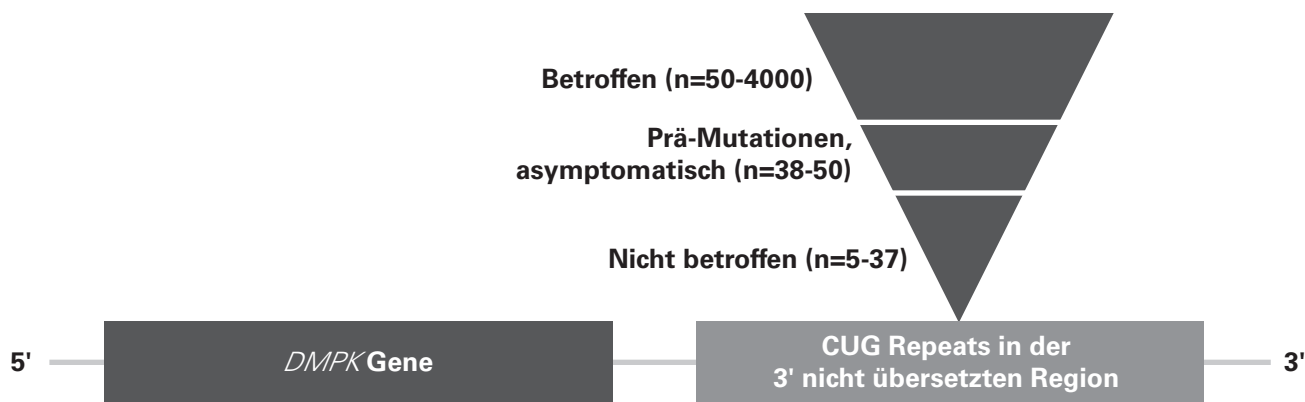 Betroffen (n=50-4000)
Prä-Mutationen,
asymptomatisch (n=38-50)
Nicht betroffen (n=5-37)
5'
DMPK Gene
CUG Repeats in der
3' nicht übersetzten Region
3'